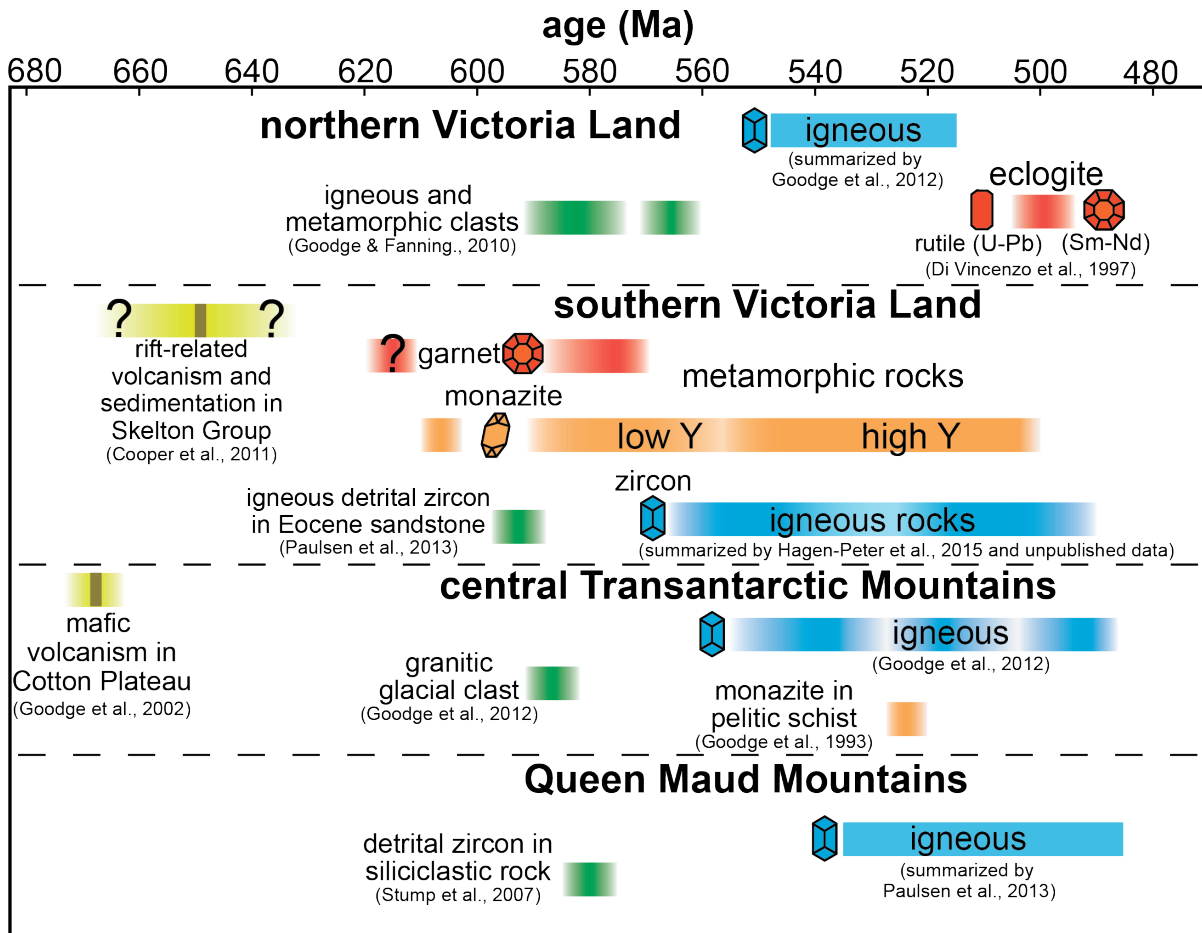 age (Ma)
680 660 640 620 600 580 560 540 520 500 480
northern Victoria Land
igneous
(summarized by
Goodge et al., 2012)
igneous and
metamorphic clasts
(Goodge & Fanning., 2010)
eclogite
rutile (U-Pb) (Sm-Nd)
(Di Vincenzo et al., 1997)
southern Victoria Land
? ?
rift-related
volcanism and
sedimentation in
Skelton Group
(Cooper et al., 2011)
? garnet
metamorphic rocks
monazite
low Y high Y
igneous detrital zircon
in Eocene sandstone
(Paulsen et al., 2013)
zircon
igneous rocks
(summarized by Hagen-Peter et al., 2015 and unpublished data)
central Transantarctic Mountains
mafic
volcanism in
Cotton Plateau
(Goodge et al., 2002)
igneous
(Goodge et al., 2012)
granitic
glacial clast
(Goodge et al., 2012)
monazite in
pelitic schist
(Goodge et al., 1993)
Queen Maud Mountains
igneous
(summarized by
Paulsen et al., 2013)
detrital zircon in
siliciclastic rock
(Stump et al., 2007)